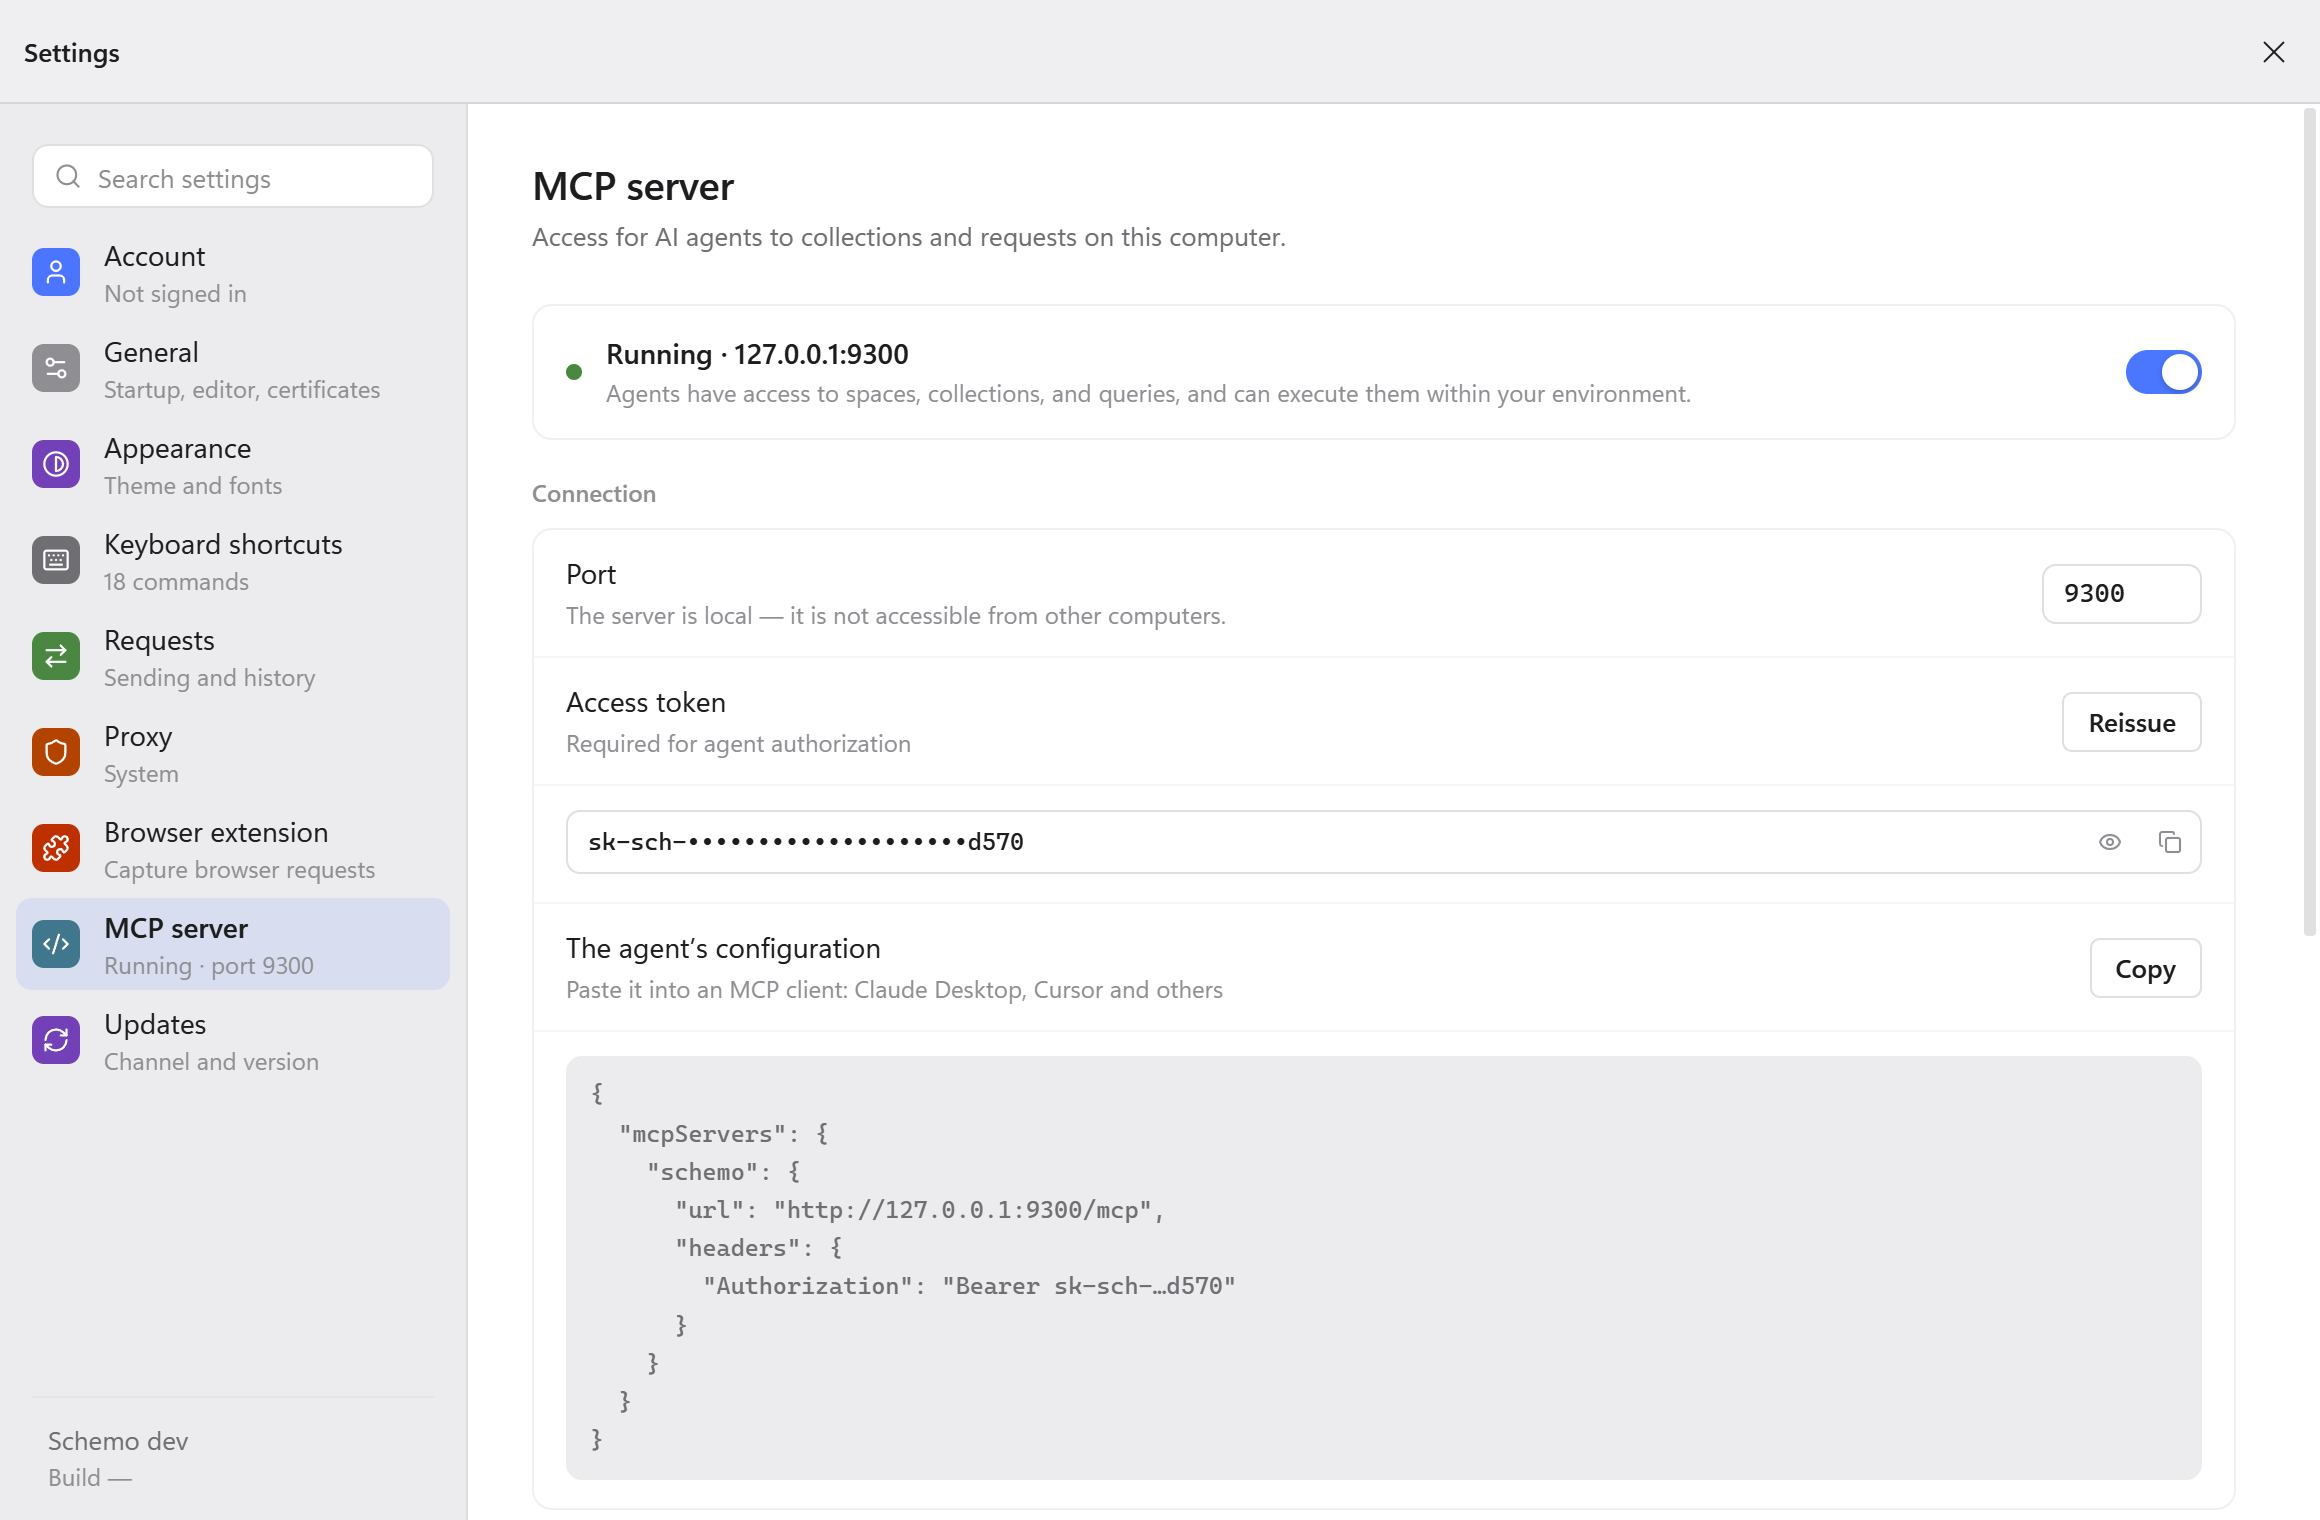 Settings
Search settings
Account
Not signed in
General
Startup, editor, certificates
Appearance
Theme and fonts
Keyboard shortcuts
18 commands
Requests
Sending and history
Proxy
System
Browser extension
Capture browser requests
MCP server
Running · port 9300
Updates
Channel and version
Schemo dev
Build —
MCP server
Access for AI agents to collections and requests on this computer.
Running · 127.0.0.1:9300
Agents have access to spaces, collections, and queries, and can execute them within your environment.
Connection
Port
The server is local — it is not accessible from other computers.
9300
Access token
Required for agent authorization
Reissue
sk-sch-••••••••••••••••••••d570
The agent's configuration
Paste it into an MCP client: Claude Desktop, Cursor and others
Copy
{
"mcpServers": {
"schemo": {
"url": "http://127.0.0.1:9300/mcp",
"headers": {
"Authorization": "Bearer sk-sch-…d570"
}
}
}
}